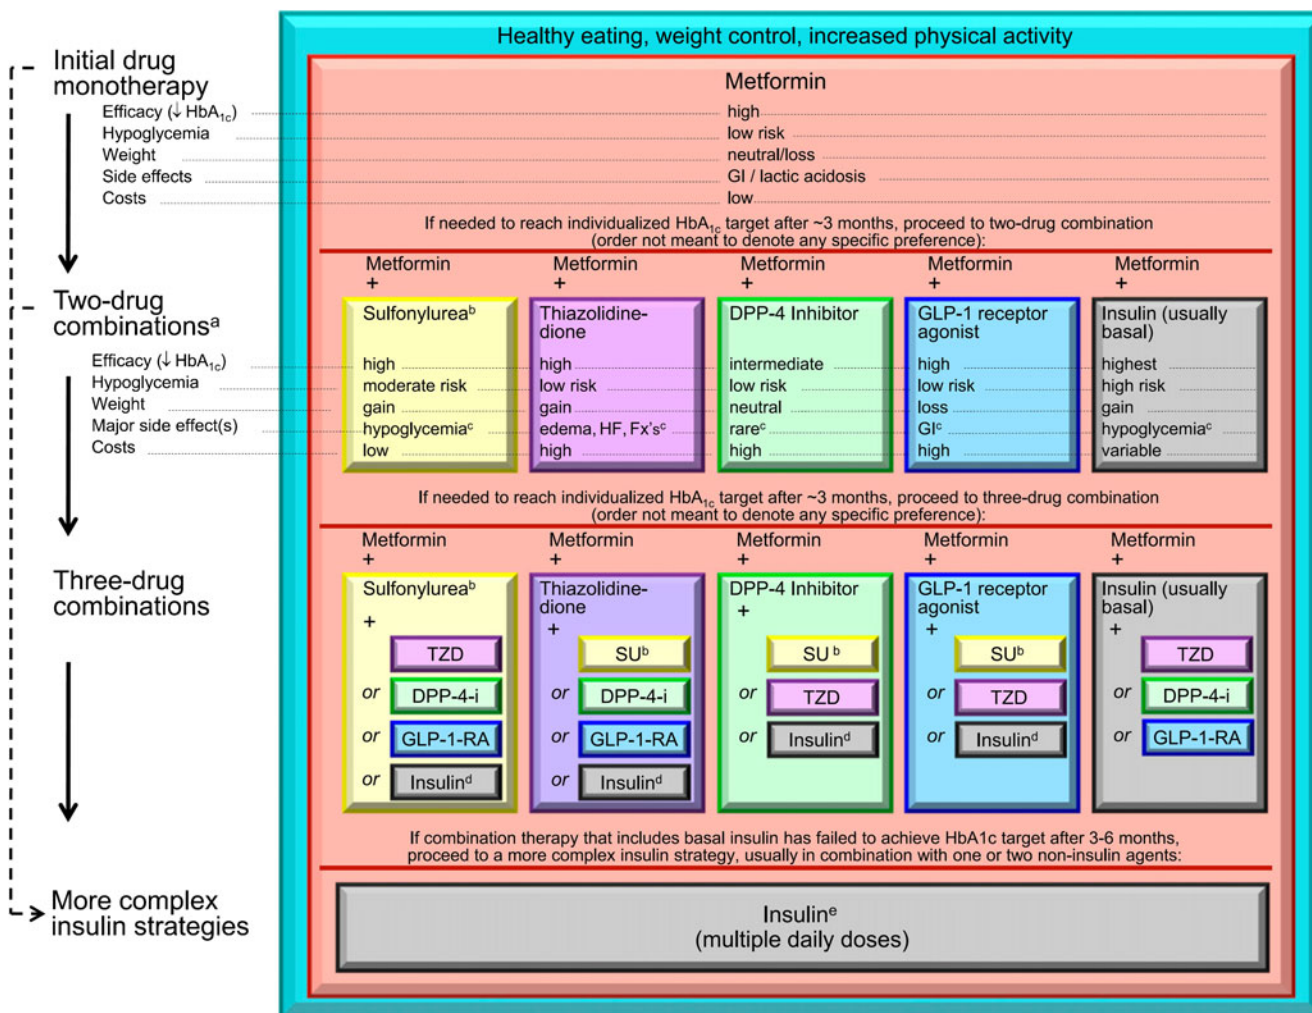 Healthy eating, weight control, increased physical activity
Initial drug
monotherapy
Metformin
Efficacy (↓ HbA1c) high
Hypoglycemia low risk
Weight neutral/loss
Side effects GI / lactic acidosis
Costs low
If needed to reach individualized HbA1c target after ~3 months, proceed to two-drug combination
(order not meant to denote any specific preference):
Metformin Metformin Metformin Metformin Metformin
+ + + + +
Two-drug
combinationsᵃ
Sulfonylureaᵇ Thiazolidine- DPP-4 Inhibitor GLP-1 receptor Insulin (usually
dione agonist basal)
Efficacy (↓ HbA1c) high high intermediate high highest
Hypoglycemia moderate risk low risk low risk low risk high risk
Weight gain gain neutral loss gain
Major side effect(s) hypoglycemiaᶜ edema, HF, Fx'sᶜ rareᶜ GIᶜ hypoglycemiaᶜ
Costs low high high high variable
If needed to reach individualized HbA1c target after ~3 months, proceed to three-drug combination
(order not meant to denote any specific preference):
Metformin Metformin Metformin Metformin Metformin
+ + + + +
Three-drug
combinations
Sulfonylureaᵇ Thiazolidine- DPP-4 Inhibitor GLP-1 receptor Insulin (usually
dione agonist basal)
+ + + + +
TZD SUᵇ SU ᵇ SUᵇ TZD
or DPP-4-i or DPP-4-i or TZD or TZD or DPP-4-i
or GLP-1-RA or GLP-1-RA or Insulinᵈ or Insulinᵈ or GLP-1-RA
or Insulinᵈ or Insulinᵈ
If combination therapy that includes basal insulin has failed to achieve HbA1c target after 3-6 months,
proceed to a more complex insulin strategy, usually in combination with one or two non-insulin agents:
More complex
insulin strategies
Insulinᵉ
(multiple daily doses)